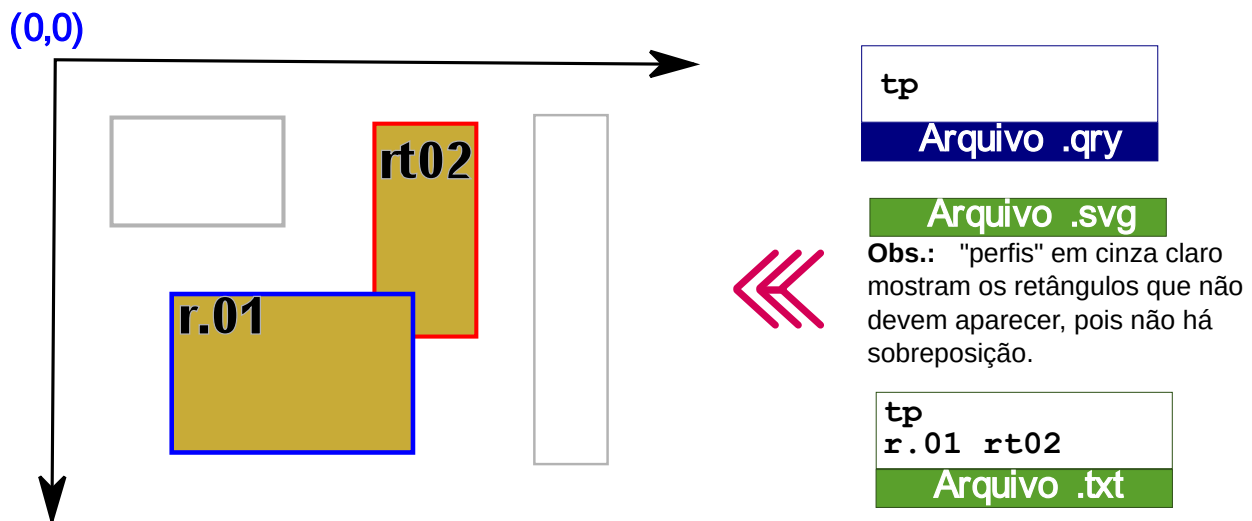 (0,0)
rt02
r.01
tp
Arquivo .qry
Arquivo .svg
Obs.: "perfis" em cinza claro
mostram os retângulos que não
devem aparecer, pois não há
sobreposição.
tp
r.01 rt02
Arquivo .txt